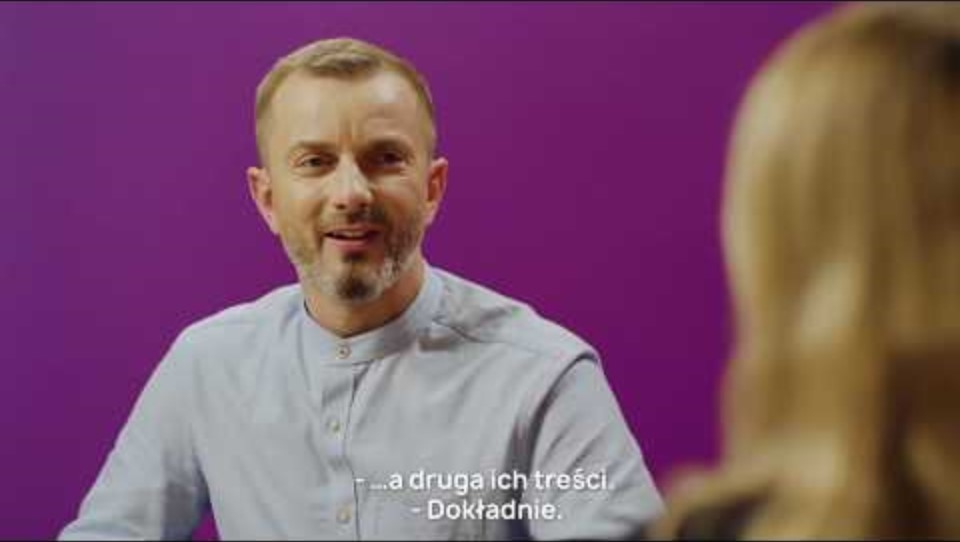 - ...a druga ich treści.
- Dokładnie.